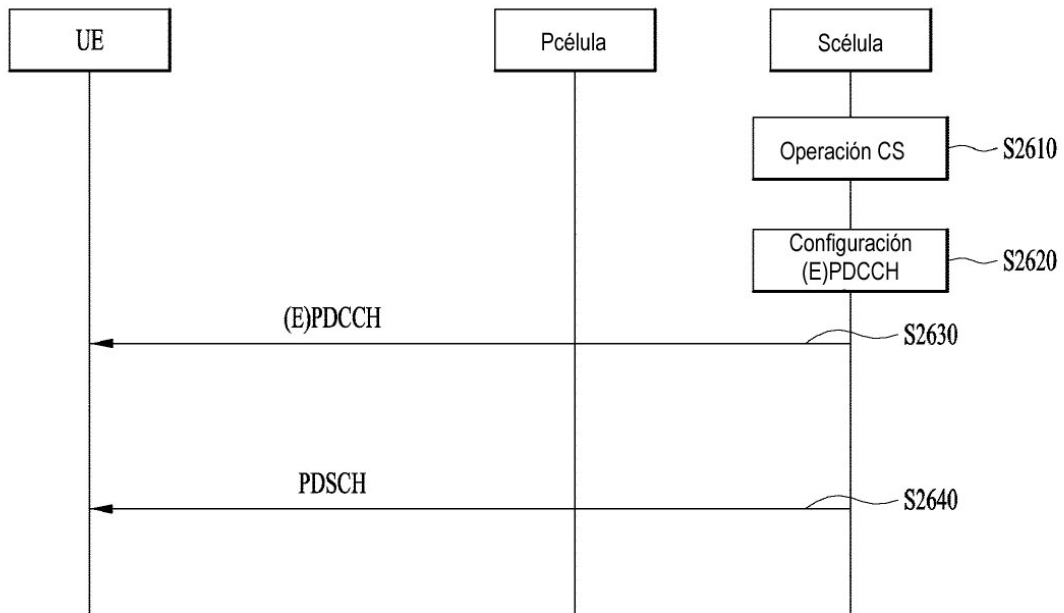 UE
Pcélula
Scélula
Operación CS
S2610
Configuración
(E)PDCCH
S2620
(E)PDCCH
S2630
PDSCH
S2640